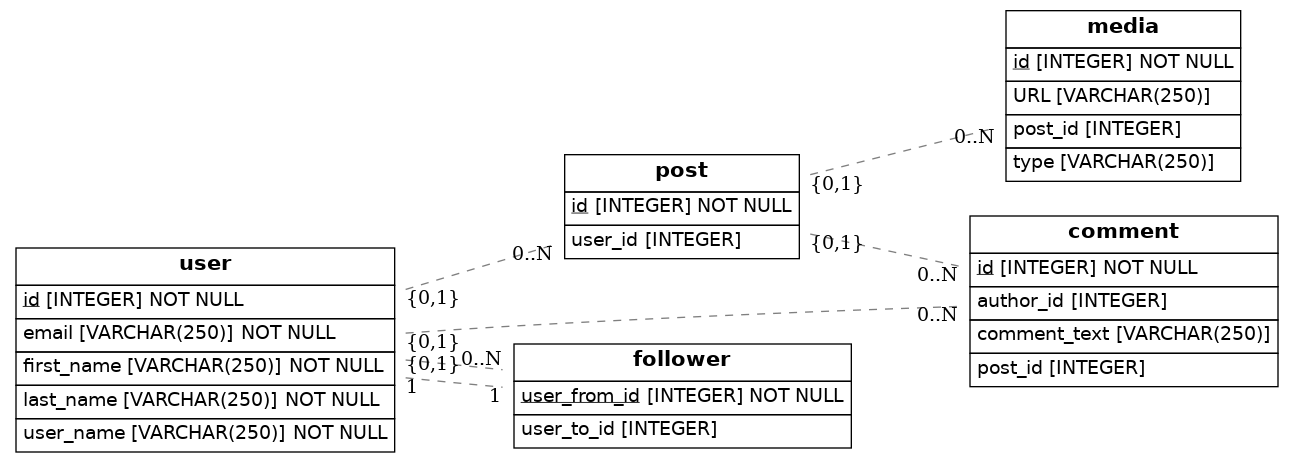 media
id [INTEGER] NOT NULL
URL [VARCHAR(250)]
post_id [INTEGER]
type [VARCHAR(250)]
0..N
{0,1}
post
id [INTEGER] NOT NULL
user_id [INTEGER]
{0,1}
0..N
comment
id [INTEGER] NOT NULL
author_id [INTEGER]
comment_text [VARCHAR(250)]
post_id [INTEGER]
0..N
0..N
{0,1}
user
id [INTEGER] NOT NULL
email [VARCHAR(250)] NOT NULL
first_name [VARCHAR(250)] NOT NULL
last_name [VARCHAR(250)] NOT NULL
user_name [VARCHAR(250)] NOT NULL
{0,1}
{0,1}
0..N
1
1
follower
user_from_id [INTEGER] NOT NULL
user_to_id [INTEGER]